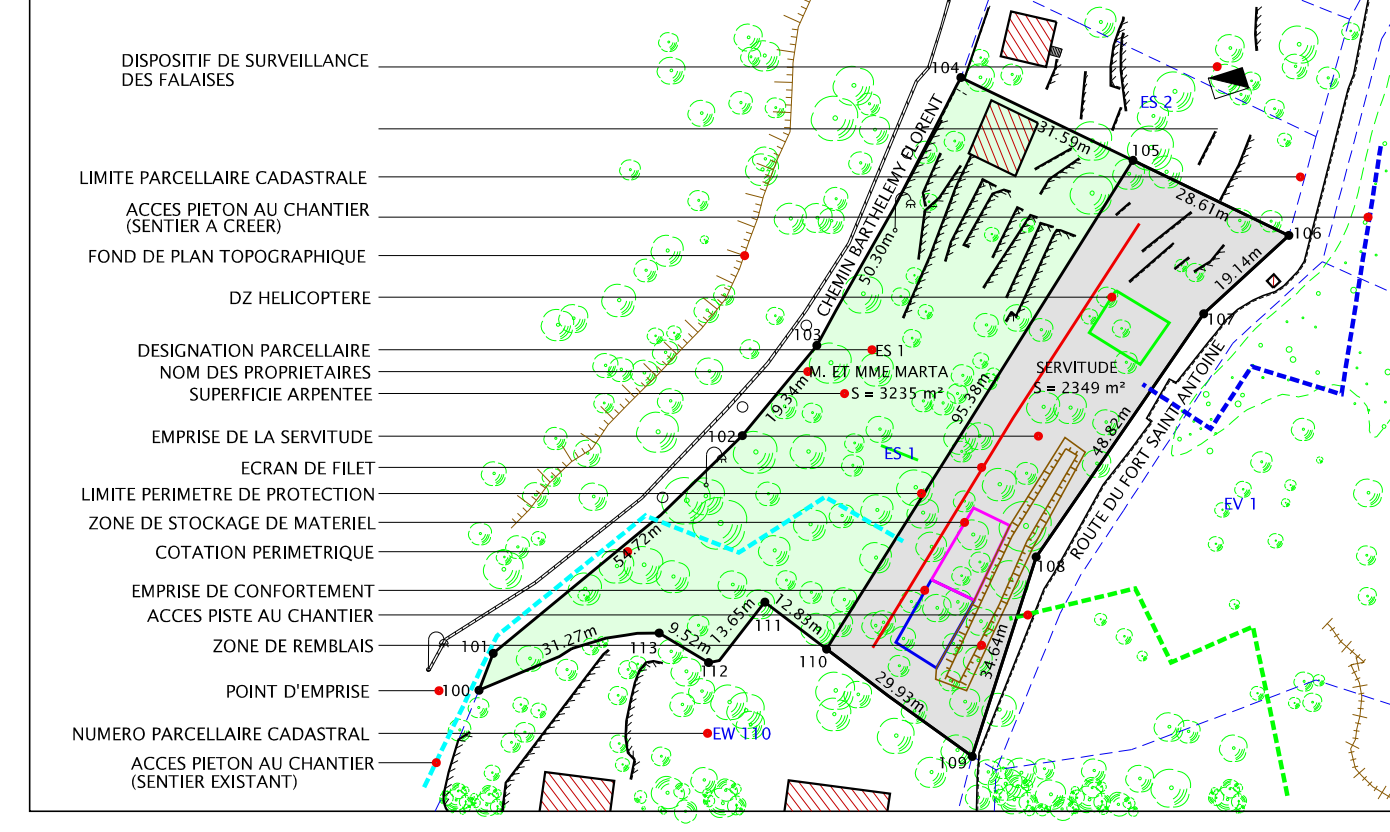 DISPOSITIF DE SURVEILLANCE
DES FALAISES
LIMITE PARCELLAIRE CADASTRALE
ACCES PIETON AU CHANTIER
(SENTIER A CREER)
FOND DE PLAN TOPOGRAPHIQUE
DZ HELICOPTERE
DESIGNATION PARCELLAIRE
NOM DES PROPRIETAIRES
SUPERFICIE ARPENTEE
EMPRISE DE LA SERVITUDE
ECRAN DE FILET
LIMITE PERIMETRE DE PROTECTION
ZONE DE STOCKAGE DE MATERIEL
COTATION PERIMETRIQUE
EMPRISE DE CONFORTEMENT
ACCES PISTE AU CHANTIER
ZONE DE REMBLAIS
POINT D'EMPRISE
NUMERO PARCELLAIRE CADASTRAL
ACCES PIETON AU CHANTIER
(SENTIER EXISTANT)
104
ES 2
31.59m
105
CHEMIN BARTHELEMY FLORENT
50.30m
28.61m
106
19.14m
107
103
ES 1
M. ET MME MARTA
S = 3235 m²
19.34m
SERVITUDE
S = 2349 m²
95.38m
48.82m
ROUTE DU FORT SAINT ANTOINE
102
ES 1
EV 1
54.72m
108
12.83m
13.65m
111
9.52m
31.27m
113
112
110
101
100
34.64m
29.93m
EW 110
109